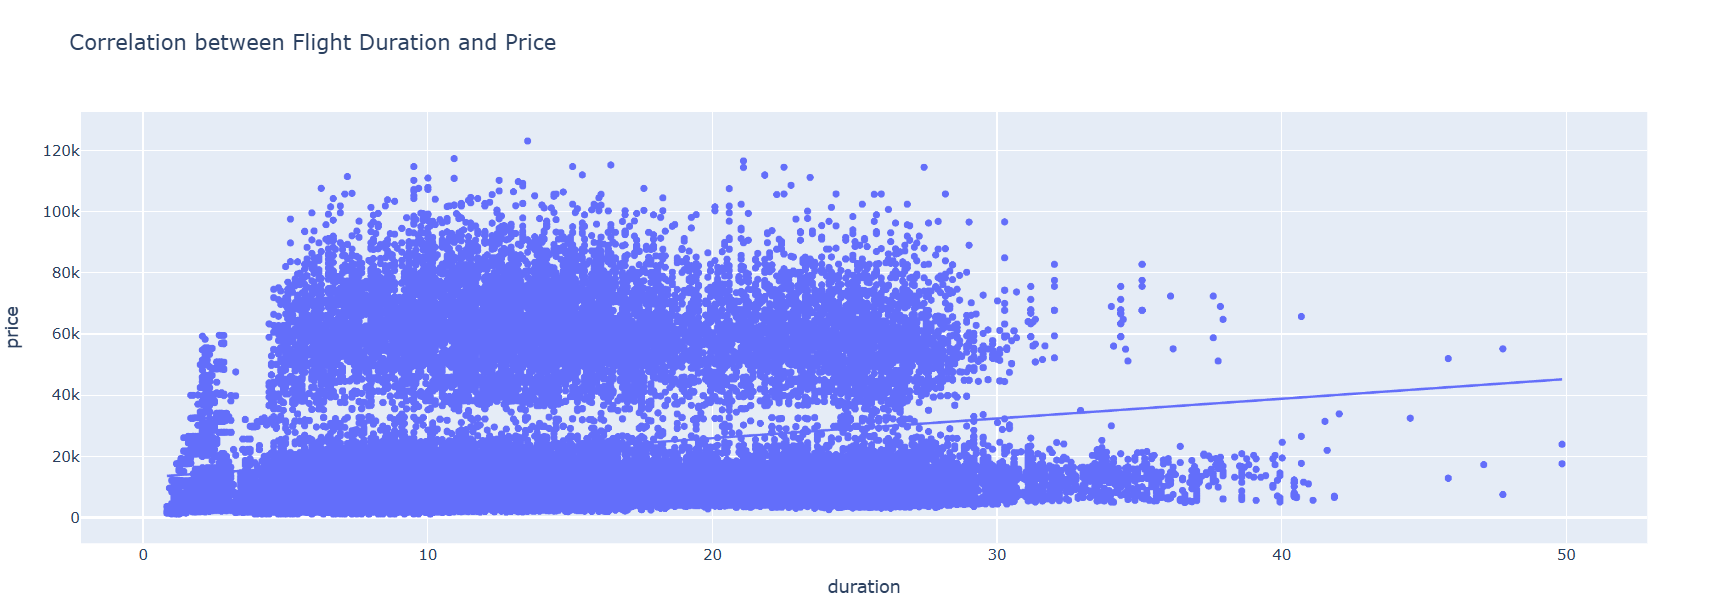 Correlation between Flight Duration and Price
120k
100k
80k
60k
40k
20k
0
price
0 10 20 30 40 50
duration